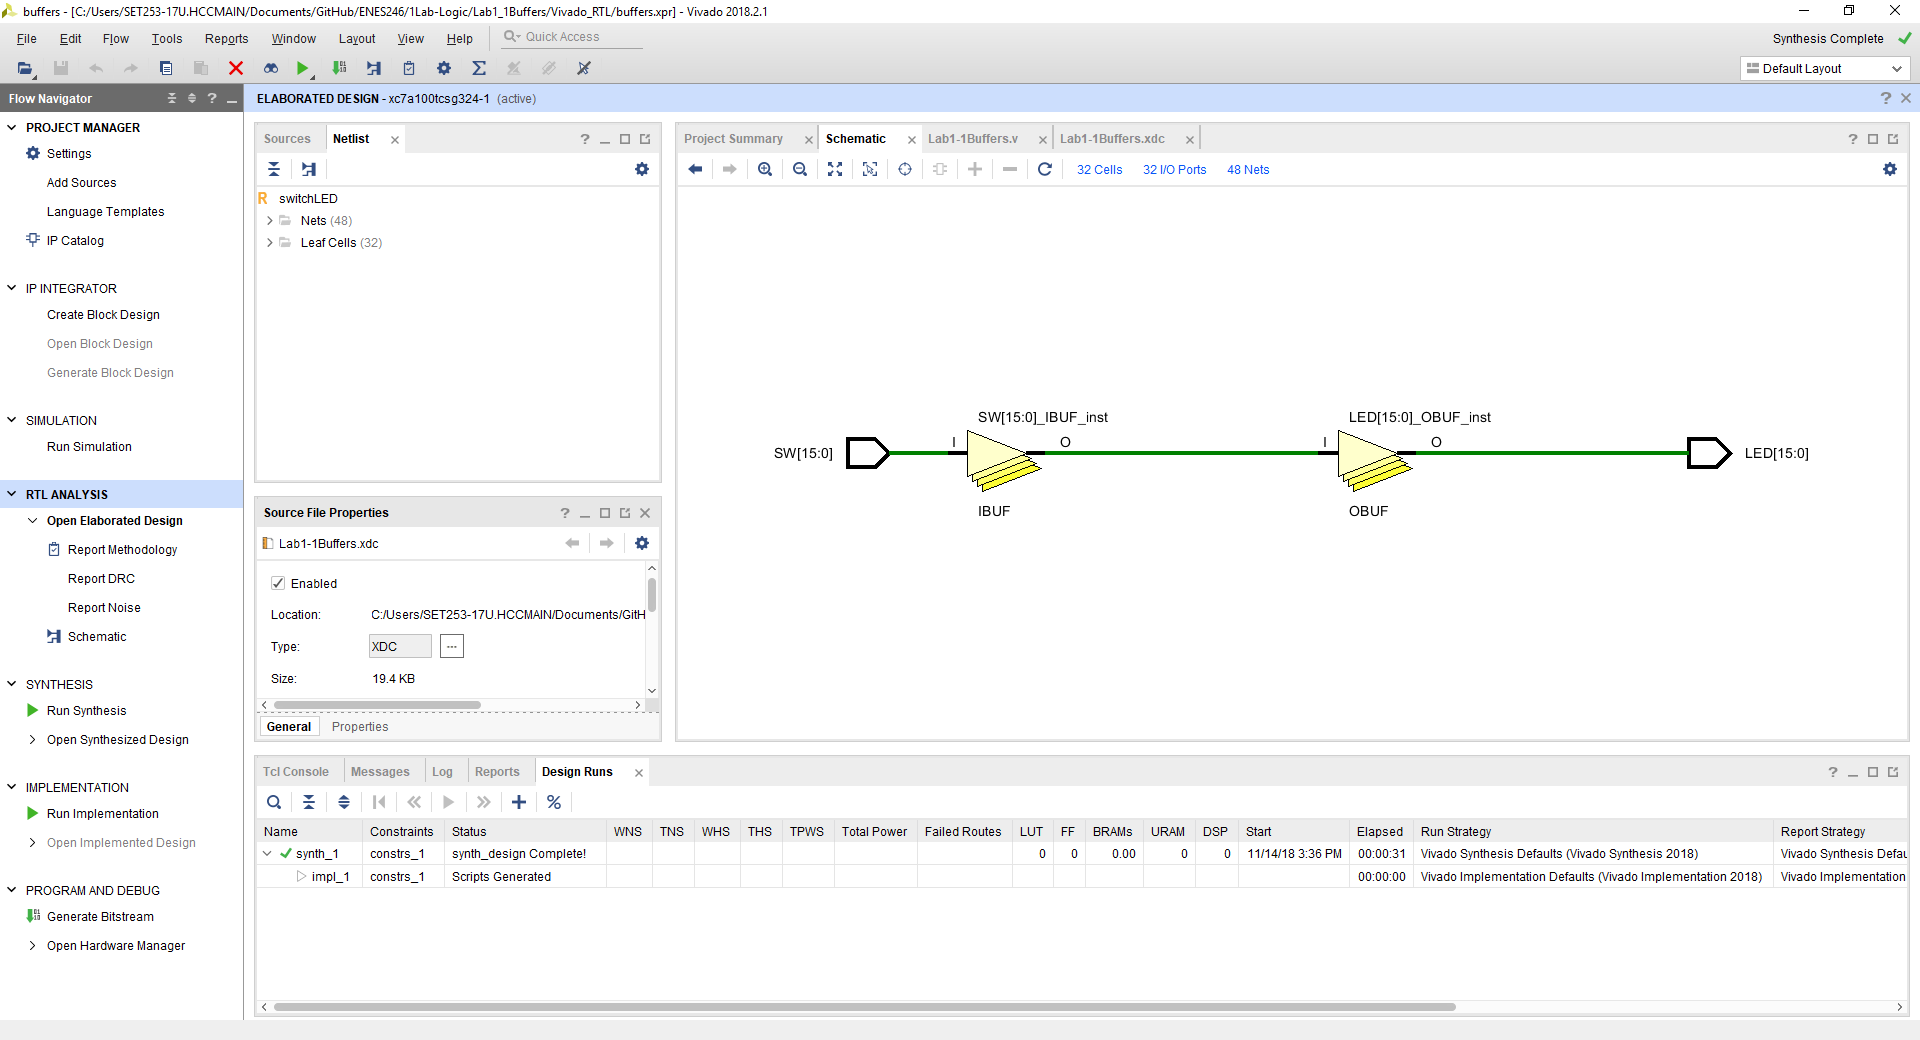 buffers - [C:/Users/SET253-17U.HCCMAIN/Documents/GitHub/ENES246/1Lab-Logic/Lab1_1Buffers/Vivado_RTL/buffers.xpr] - Vivado 2018.2.1
File Edit Flow Tools Reports Window Layout View Help Quick Access
Synthesis Complete
Default Layout
Flow Navigator
PROJECT MANAGER
Settings
Add Sources
Language Templates
IP Catalog
IP INTEGRATOR
Create Block Design
Open Block Design
Generate Block Design
SIMULATION
Run Simulation
RTL ANALYSIS
Open Elaborated Design
Report Methodology
Report DRC
Report Noise
Schematic
SYNTHESIS
Run Synthesis
Open Synthesized Design
IMPLEMENTATION
Run Implementation
Open Implemented Design
PROGRAM AND DEBUG
Generate Bitstream
Open Hardware Manager
ELABORATED DESIGN - xc7a100tcsg324-1 (active)
Sources Netlist
switchLED
Nets (48)
Leaf Cells (32)
Source File Properties
Lab1-1Buffers.xdc
Enabled
Location: C:/Users/SET253-17U.HCCMAIN/Documents/GitH
Type: XDC ...
Size: 19.4 KB
General Properties
Project Summary Schematic Lab1-1Buffers.v Lab1-1Buffers.xdc
32 Cells 32 I/O Ports 48 Nets
SW[15:0]_IBUF_inst LED[15:0]_OBUF_inst
I O I O
SW[15:0] LED[15:0]
IBUF OBUF
Tcl Console Messages Log Reports Design Runs
Name Constraints Status WNS TNS WHS THS TPWS Total Power Failed Routes LUT FF BRAMs URAM DSP Start Elapsed Run Strategy Report Strategy
synth_1 constrs_1 synth_design Complete! 0 0 0.00 0 0 11/14/18 3:36 PM 00:00:31 Vivado Synthesis Defaults (Vivado Synthesis 2018) Vivado Synthesis Defau
impl_1 constrs_1 Scripts Generated 00:00:00 Vivado Implementation Defaults (Vivado Implementation 2018) Vivado Implementation